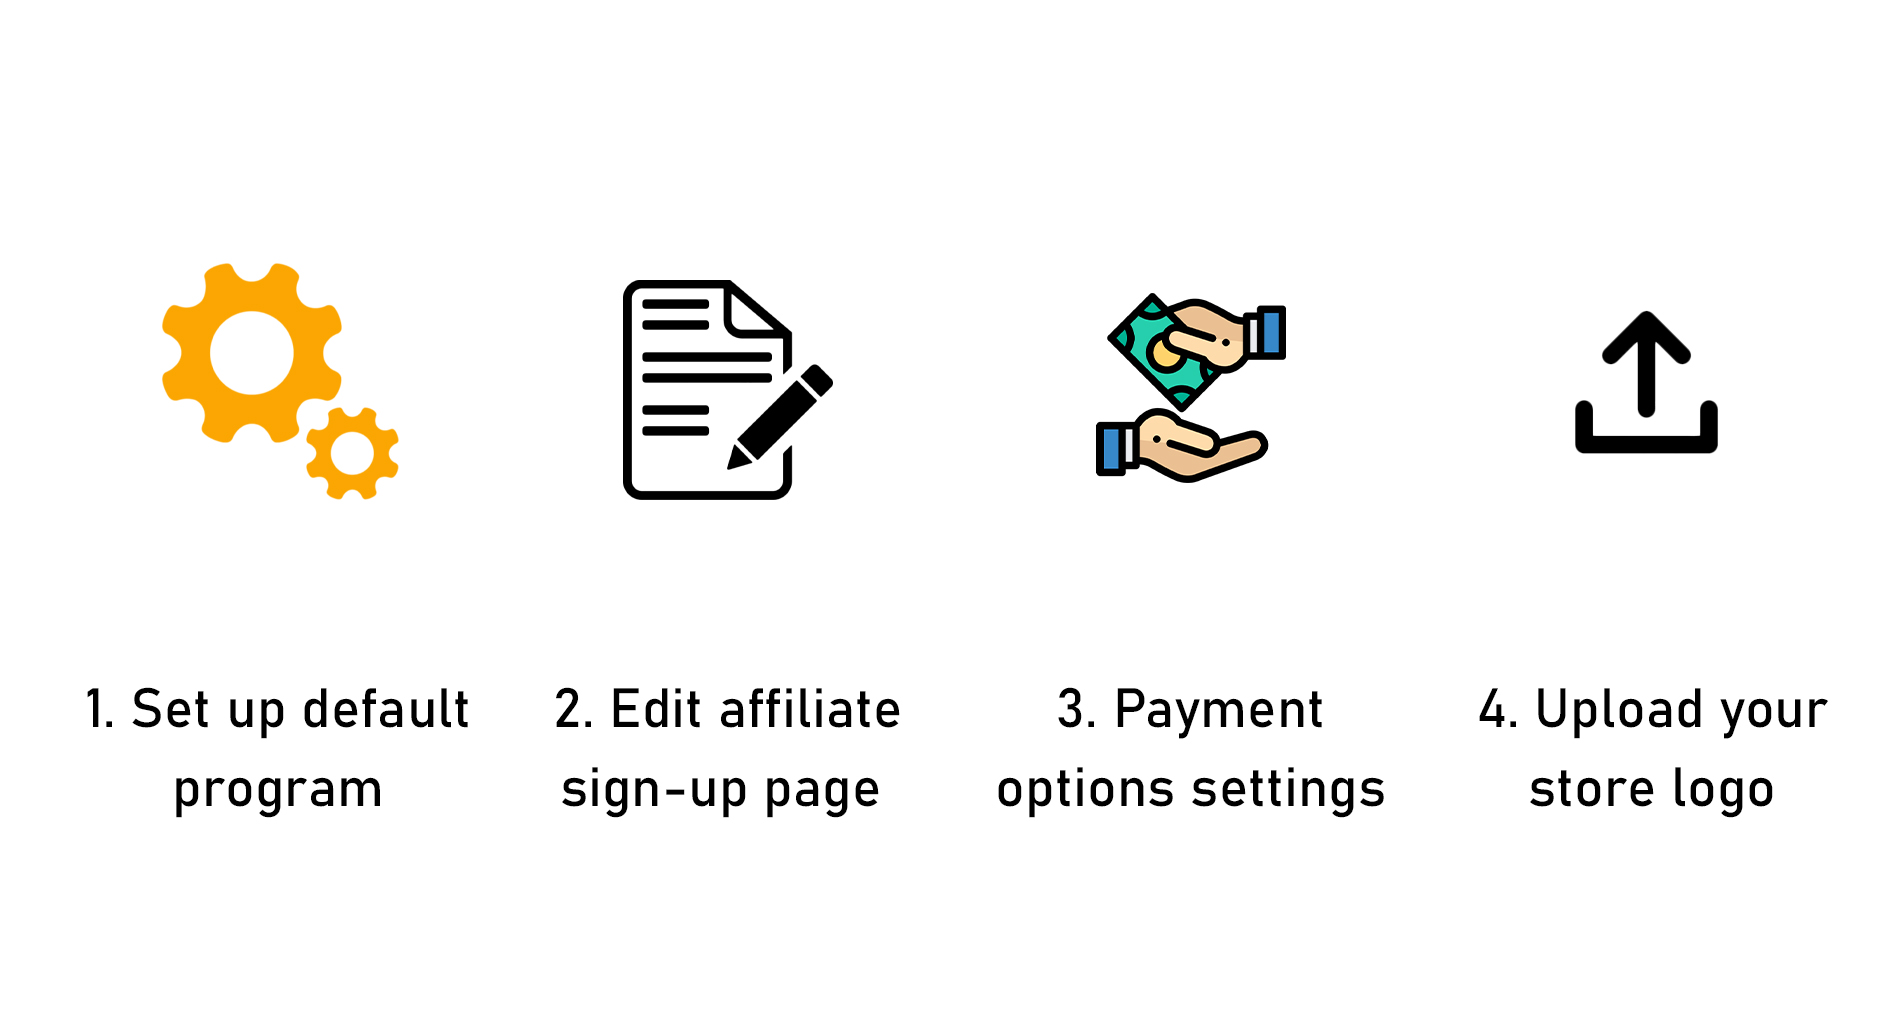 1. Set up default
program
2. Edit affiliate
sign-up page
3. Payment
options settings
4. Upload your
store logo